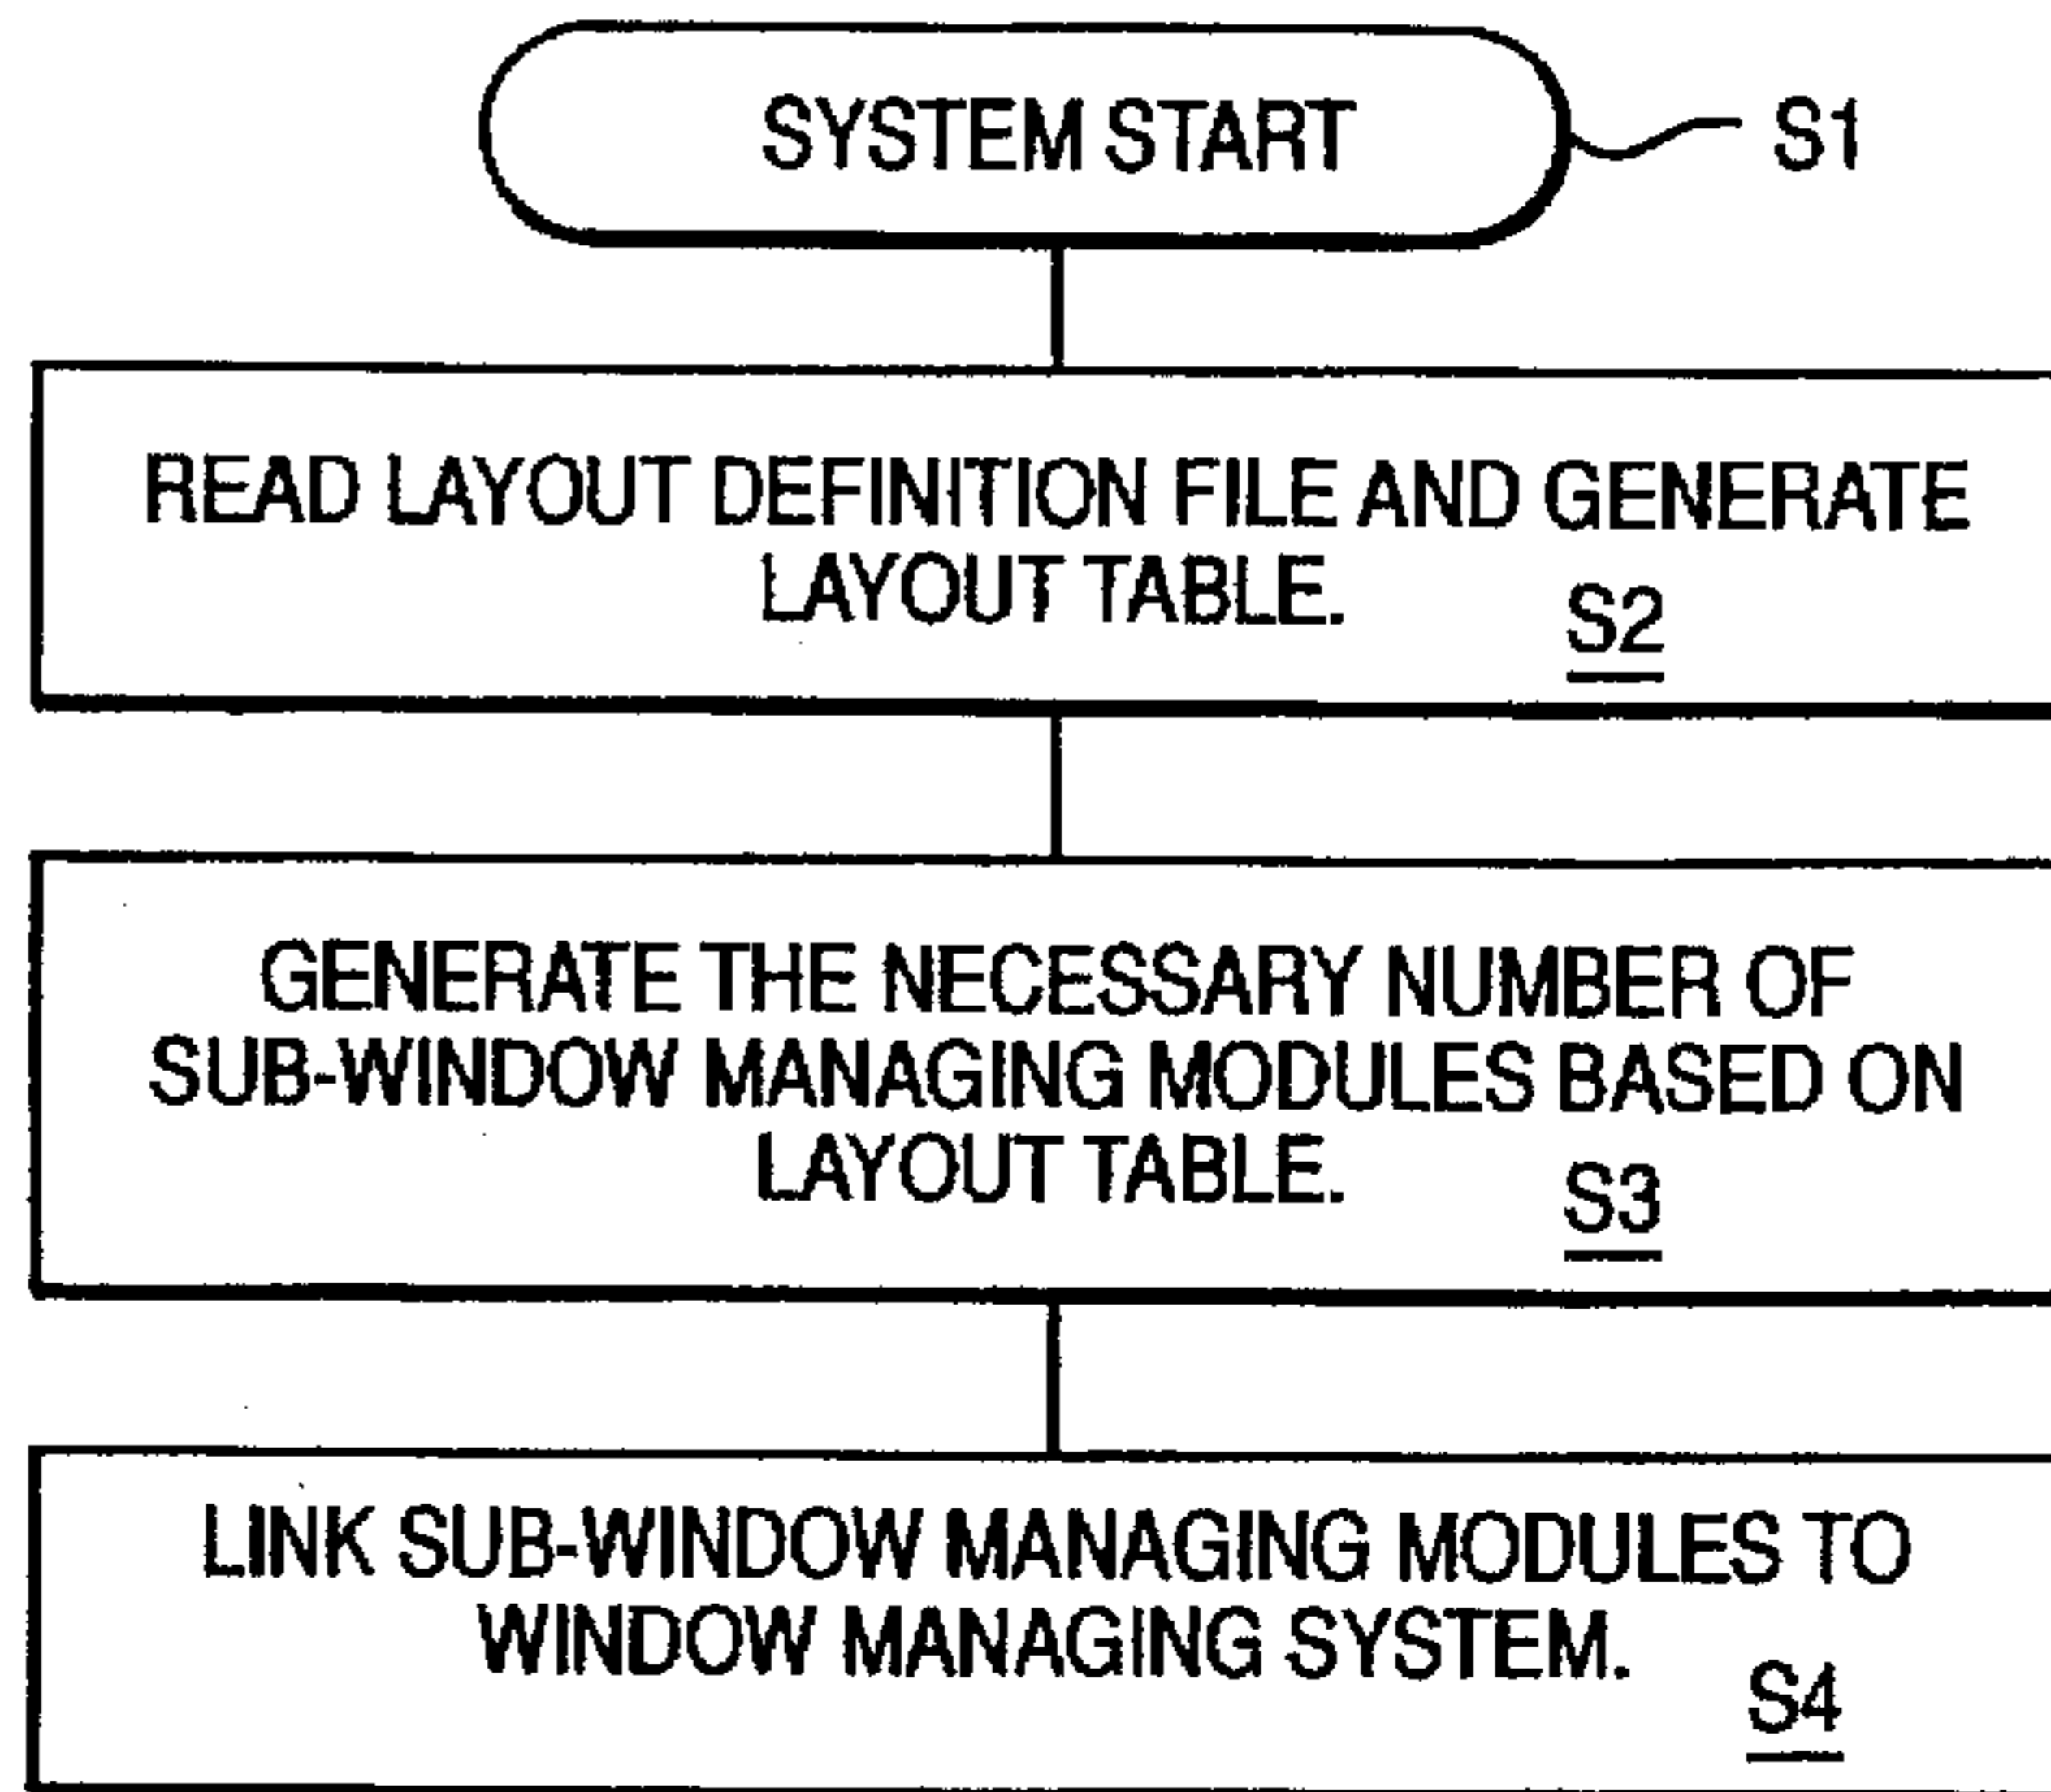 SYSTEM START
S1
READ LAYOUT DEFINITION FILE AND GENERATE
LAYOUT TABLE.
S2
GENERATE THE NECESSARY NUMBER OF
SUB-WINDOW MANAGING MODULES BASED ON
LAYOUT TABLE.
S3
LINK SUB-WINDOW MANAGING MODULES TO
WINDOW MANAGING SYSTEM.
S4